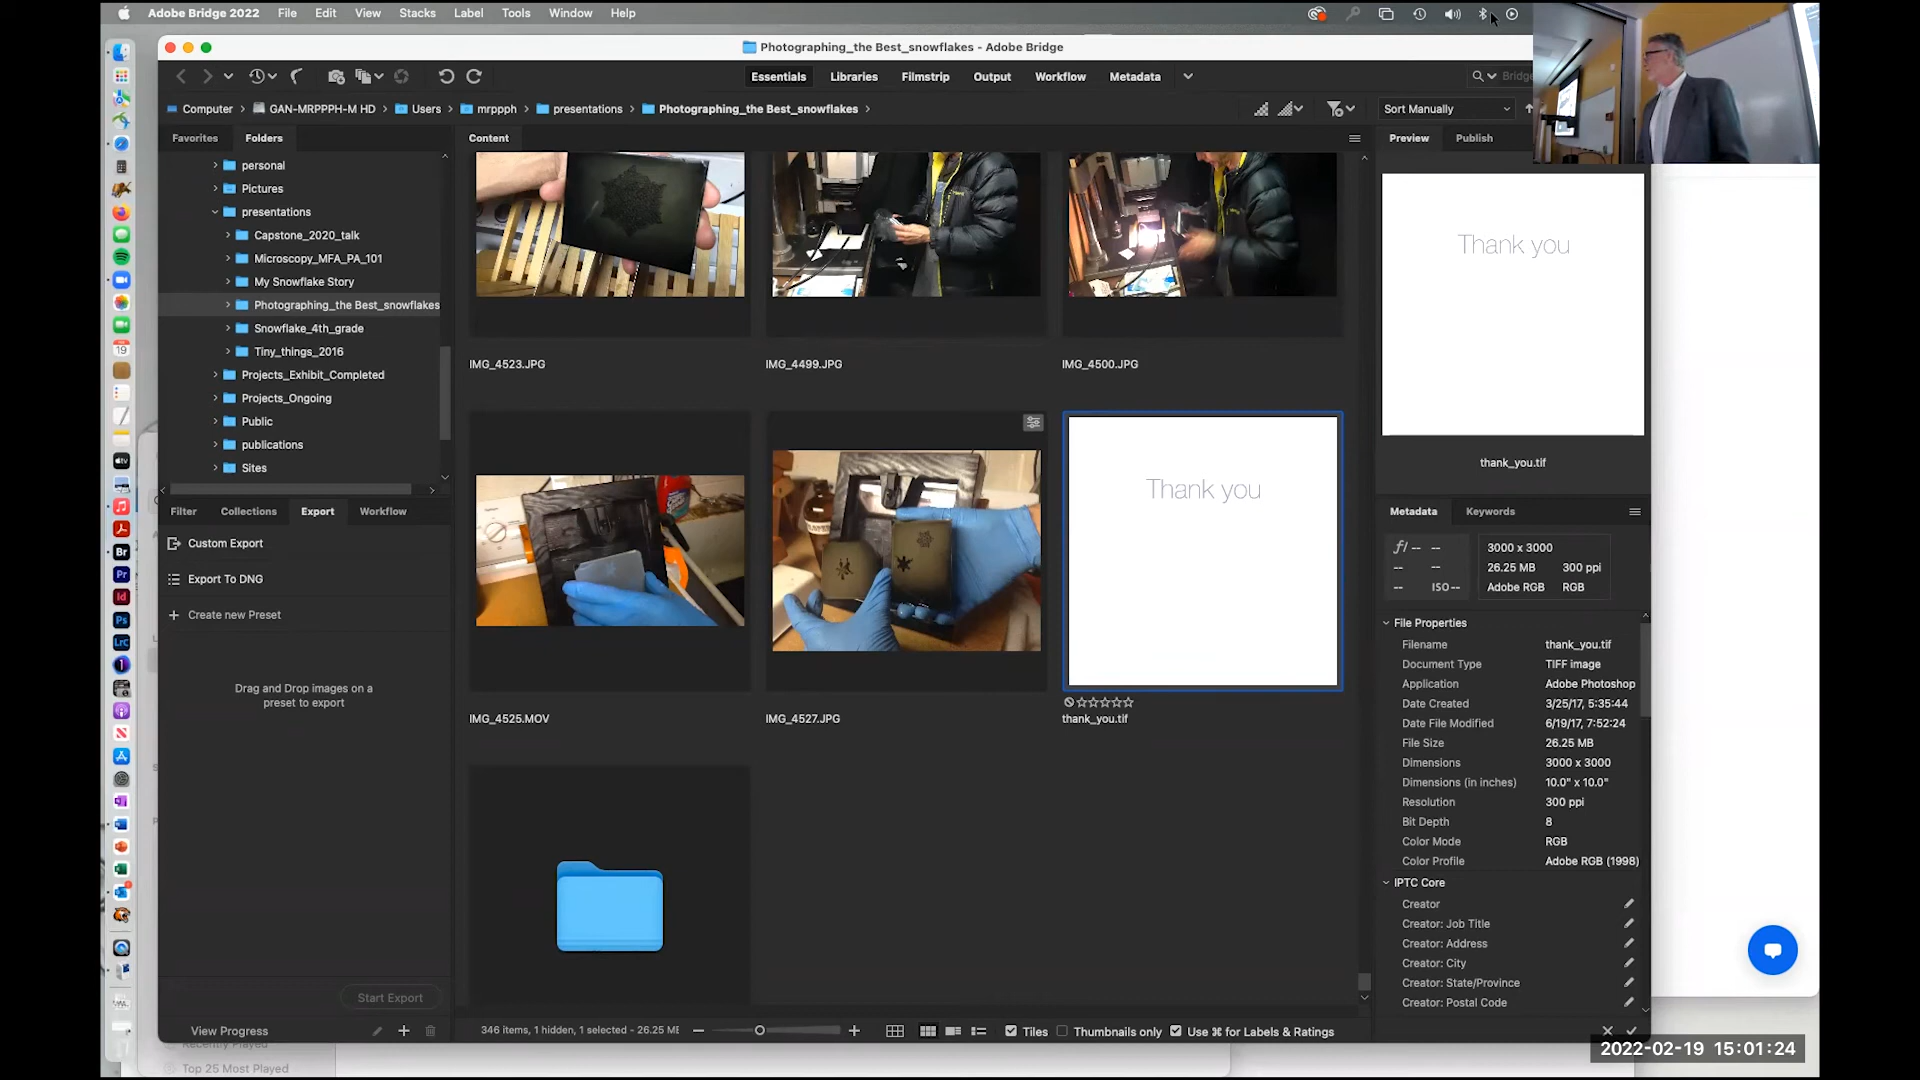 Adobe Bridge 2022 File Edit View Stacks Label Tools Window Help
Photographing_the Best_snowflakes - Adobe Bridge
Essentials Libraries Filmstrip Output Workflow Metadata
Computer GAN-MRPPPH-M HD Users mrppph presentations Photographing_the Best_snowflakes
Sort Manually
Favorites Folders
Content
Preview Publish
personal
Pictures
presentations
Capstone_2020_talk
Microscopy_MFA_PA_101
My Snowflake Story
Photographing_the Best_snowflakes
Snowflake_4th_grade
Tiny_things_2016
Projects_Exhibit_Completed
Projects_Ongoing
Public
publications
Sites
IMG_4523.JPG
IMG_4499.JPG
IMG_4500.JPG
Thank you
IMG_4525.MOV
IMG_4527.JPG
thank_you.tif
Filter Collections Export Workflow
Custom Export
Export To DNG
Create new Preset
Drag and Drop images on a
preset to export
Start Export
View Progress
346 items, 1 hidden, 1 selected - 26.25 ME
Tiles Thumbnails only Use ⌘ for Labels & Ratings
Thank you
thank_you.tif
Metadata Keywords
f/ -- --
-- --
-- ISO --
3000 x 3000
26.25 MB 300 ppi
Adobe RGB RGB
File Properties
Filename thank_you.tif
Document Type TIFF image
Application Adobe Photoshop
Date Created 3/25/17, 5:35:44
Date File Modified 6/19/17, 7:52:24
File Size 26.25 MB
Dimensions 3000 x 3000
Dimensions (in inches) 10.0" x 10.0"
Resolution 300 ppi
Bit Depth 8
Color Mode RGB
Color Profile Adobe RGB (1998)
IPTC Core
Creator
Creator: Job Title
Creator: Address
Creator: City
Creator: State/Province
Creator: Postal Code
Recently Played
Top 25 Most Played
2022-02-19 15:01:24